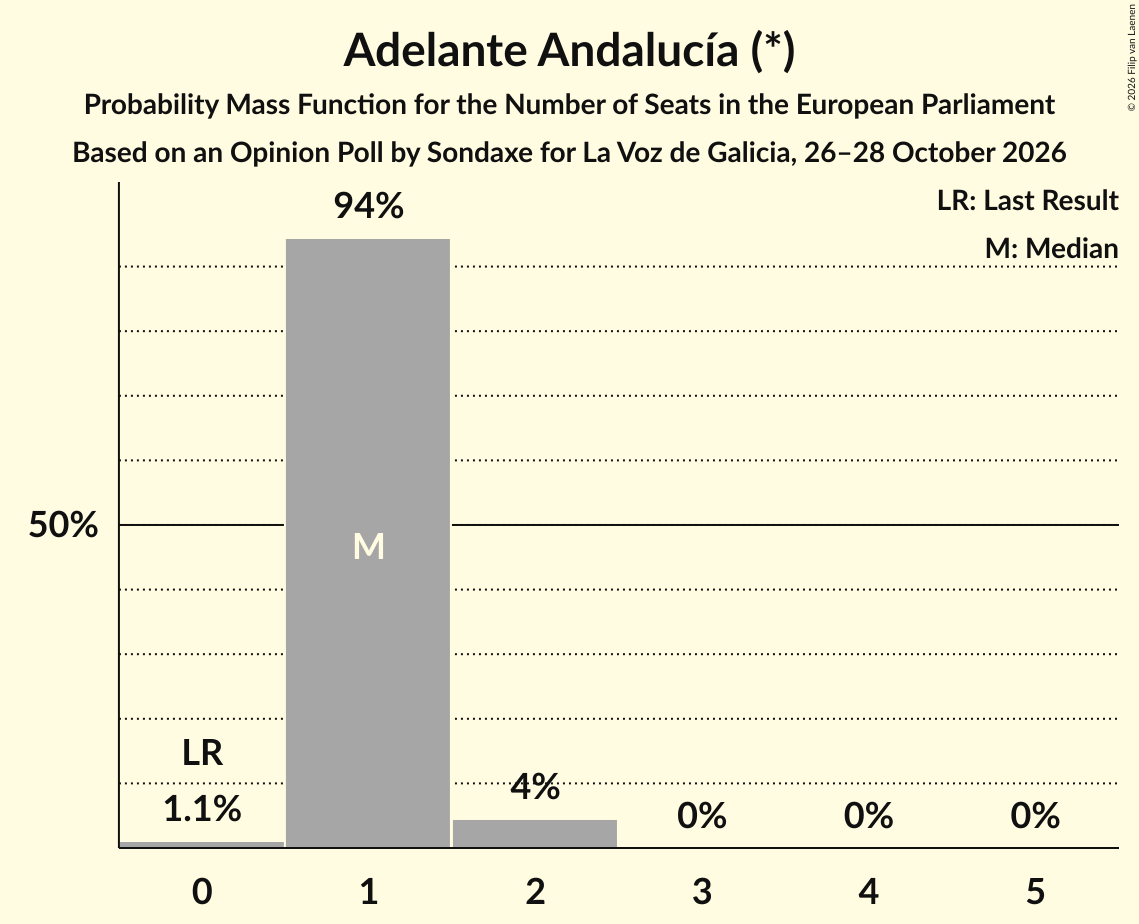 Adelante Andalucía (*)
Probability Mass Function for the Number of Seats in the European Parliament
Based on an Opinion Poll by Sondaxe for La Voz de Galicia, 26–28 October 2026
© 2026 Filip van Laenen
LR: Last Result
M: Median
94%
50%
M
LR
1.1%
4%
0%
0%
0%
0
1
2
3
4
5